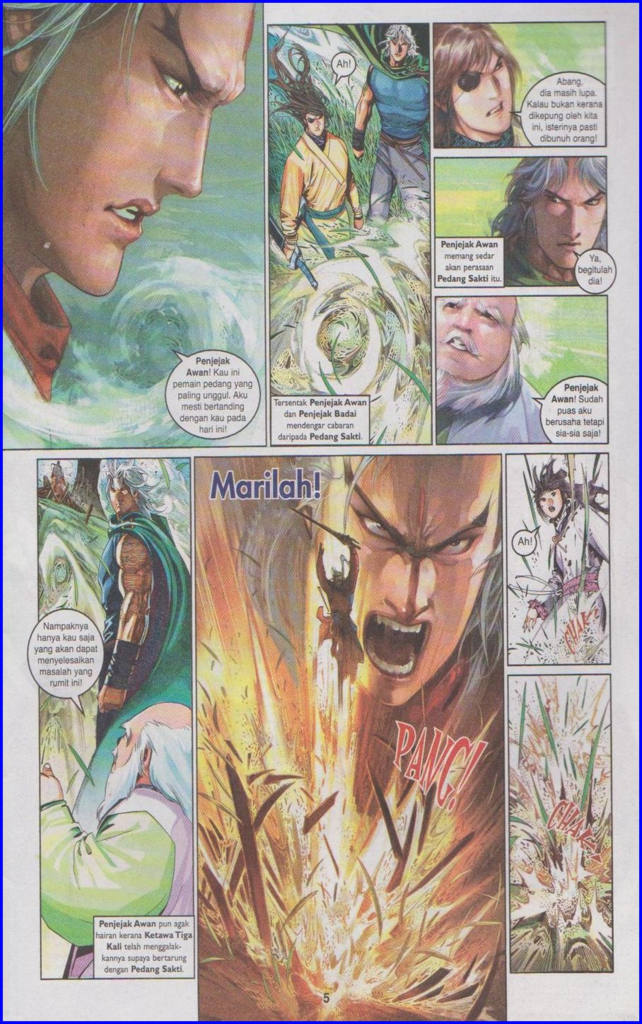 Penjejak
Awan! Kau ini
pemain pedang yang
paling unggul. Aku
mesti bertanding
dengan kau pada
hari ini!
Ah!
Tersentak Penjejak Awan
dan Penjejak Badai
mendengar cabaran
daripada Pedang Sakti.
Abang,
dia masih lupa.
Kalau bukan kerana
dikepung oleh kita
ini, isterinya pasti
dibunuh orang!
Penjejak Awan
memang sedar
akan perasaan
Pedang Sakti itu.
Ya,
begitulah
dia!
Penjejak
Awan! Sudah
puas aku
berusaha tetapi
sia-sia saja!
Nampaknya
hanya kau saja
yang akan dapat
menyelesaikan
masalah yang
rumit ini!
Penjejak Awan pun agak
hairan kerana Ketawa Tiga
Kali telah menggalak-
kannya supaya bertarung
dengan Pedang Sakti.
Marilah!
PANG!
Ah!
5